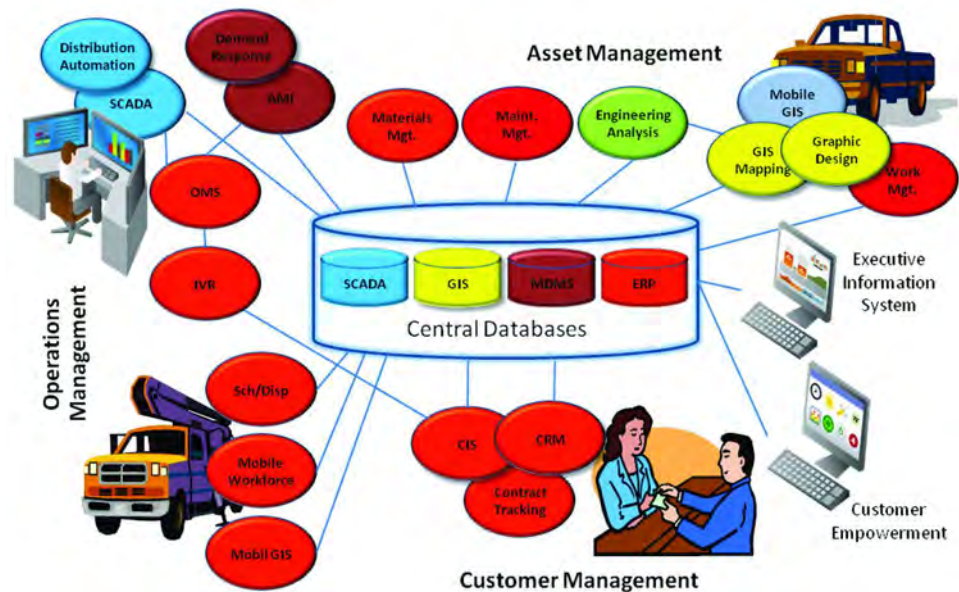 Distribution
Automation
SCADA
Demand
Response
AMI
Asset Management
Materials
Mgt.
Maint.
Mgt.
Engineering
Analysis
Mobile
GIS
GIS
Mapping
Graphic
Design
Work
Mgt.
OMS
IVR
Operations
Management
SCADA
GIS
MDMS
ERP
Central Databases
Executive
Information
System
Sch/Disp
Mobile
Workforce
Mobil GIS
CIS
CRM
Contract
Tracking
Customer
Empowerment
Customer Management